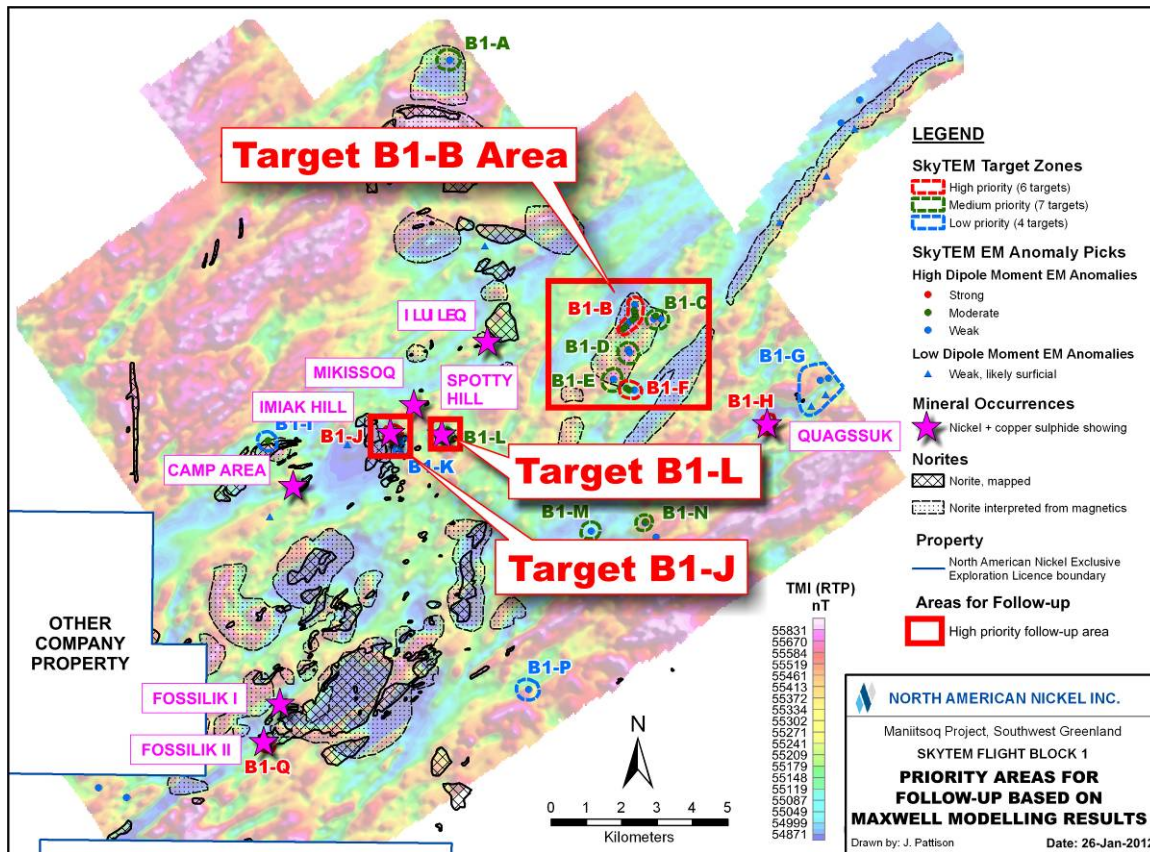 B1-A
Target B1-B Area
B1-B
B1-C
B1-D
B1-E
B1-F
I LUI LEQ
MIKISSOQ
SPOTTY
HILL
IMIAK HILL
B1-I
B1-J
B1-L
B1-K
B1-G
B1-H
QUAGSSUK
CAMP AREA
Target B1-L
Target B1-J
B1-M
B1-N
OTHER
COMPANY
PROPERTY
FOSSILIK I
FOSSILIK II
B1-Q
B1-P
N
0 1 2 3 4 5
Kilometers
TMI (RTP)
nT
55831
55670
55584
55519
55461
55413
55372
55334
55302
55271
55241
55209
55179
55148
55119
55087
55049
54999
54871
LEGEND
SkyTEM Target Zones
High priority (6 targets)
Medium priority (7 targets)
Low priority (4 targets)
SkyTEM EM Anomaly Picks
High Dipole Moment EM Anomalies
Strong
Moderate
Weak
Low Dipole Moment EM Anomalies
Weak, likely surficial
Mineral Occurrences
Nickel + copper sulphide showing
Norites
Norite, mapped
Norite interpreted from magnetics
Property
North American Nickel Exclusive
Exploration Licence boundary
Areas for Follow-up
High priority follow-up area
NORTH AMERICAN NICKEL INC.
Maniitsoq Project, Southwest Greenland
SKYTEM FLIGHT BLOCK 1
PRIORITY AREAS FOR
FOLLOW-UP BASED ON
MAXWELL MODELLING RESULTS
Drawn by: J. Pattison Date: 26-Jan-2012